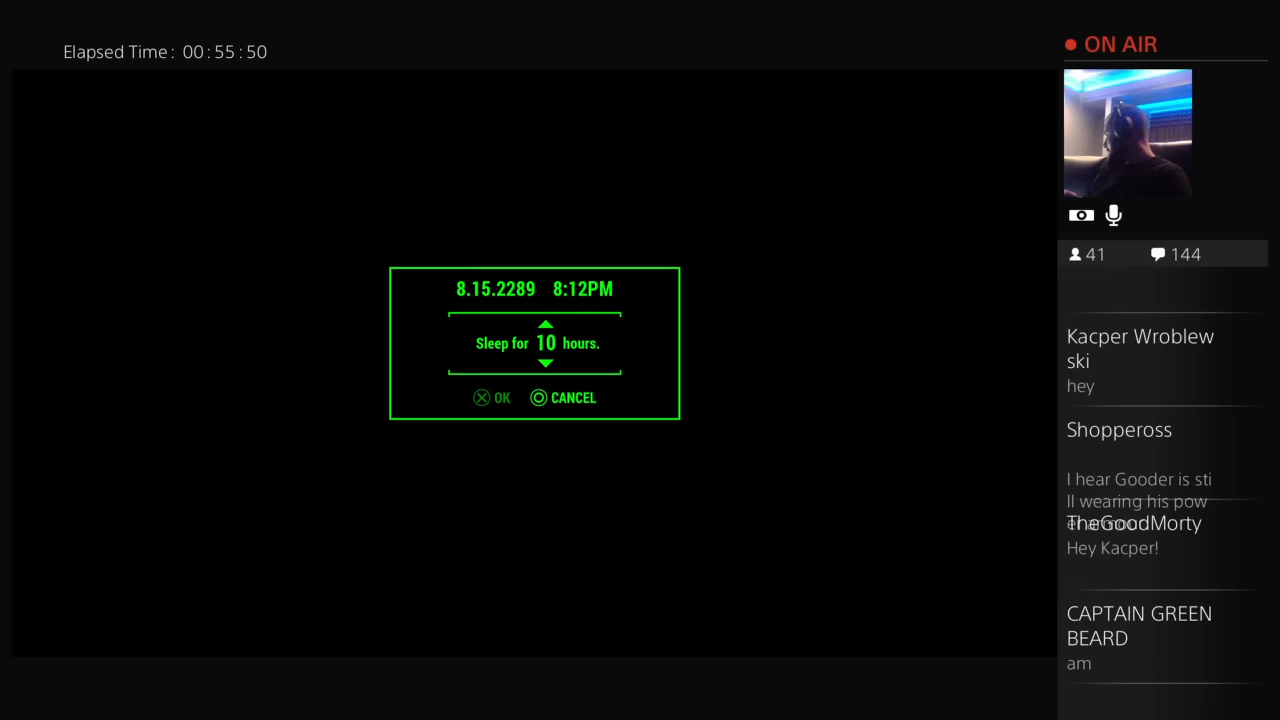 Elapsed Time: 00:55:50
ON AIR
41 144
8.15.2289 8:12PM
Sleep for 10 hours.
OK CANCEL
Kacper Wroblew
ski
hey
Shoppeross
I hear Gooder is sti
ll wearing his pow
TheGoodMorty
Hey Kacper!
CAPTAIN GREEN
BEARD
am